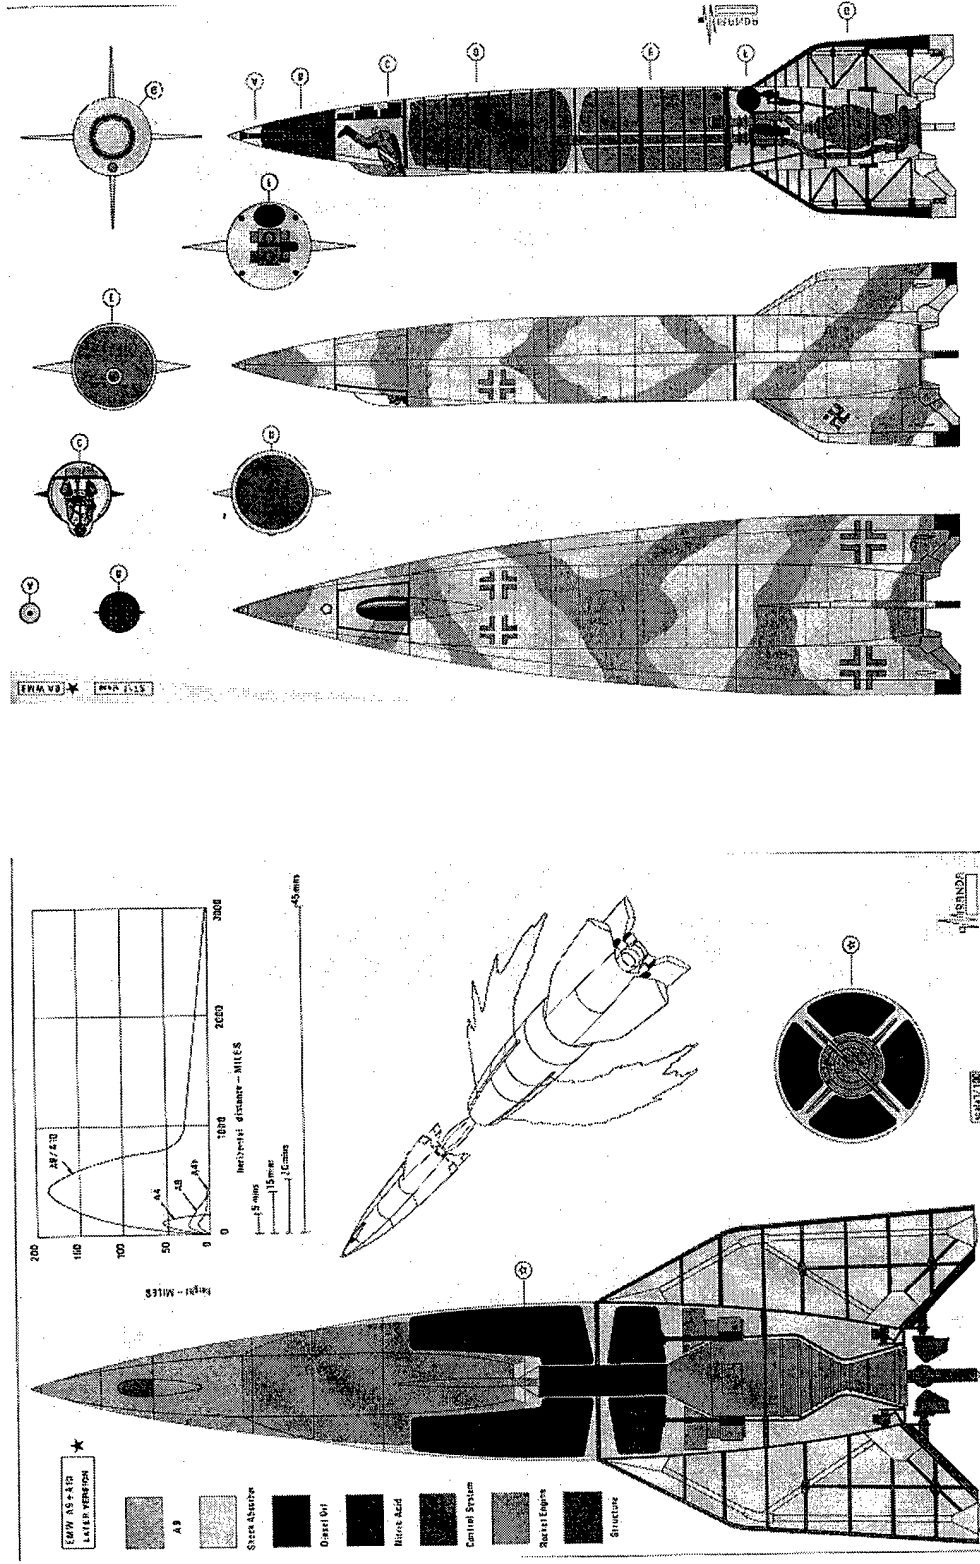 A
B
C
D
E
F
G
G
F
E
C
D
A
B
200
150
100
50
0
Height - MILES
0
1000
2000
3000
horizontal distance - MILES
A9/A10
A4
A9
A4b
5 mins
15 mins
20 mins
45 mins
EMW A9+A10
LATER VERSION
A9
Shock Absorber
Diesel Oil
Nitric Acid
Control System
Rocket Engine
Structure